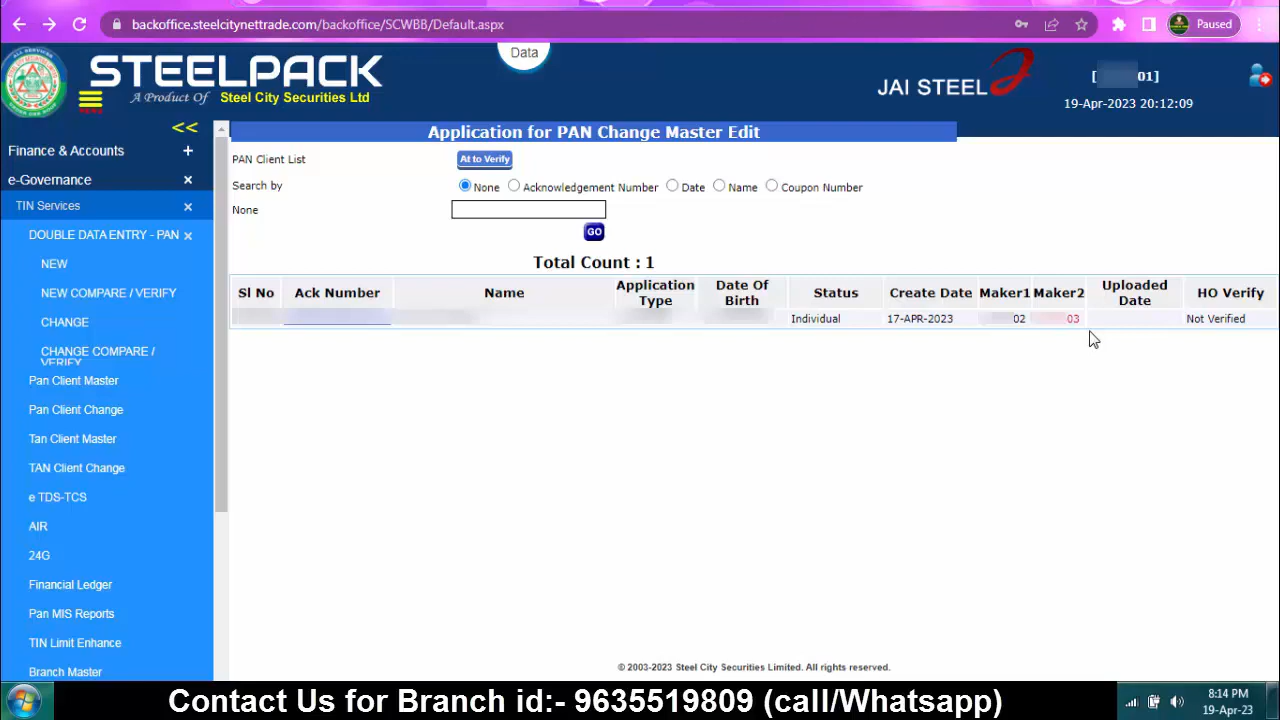 backoffice.steelcitynettrade.com/backoffice/SCWBB/Default.aspx
Paused
STEELPACK
A Product Of Steel City Securities Ltd
MENU
Data
JAI STEEL
[ 01]
19-Apr-2023 20:12:09
<<
Finance & Accounts +
e-Governance ×
TIN Services ×
DOUBLE DATA ENTRY - PAN ×
NEW
NEW COMPARE / VERIFY
CHANGE
CHANGE COMPARE /
VERIFY
Pan Client Master
Pan Client Change
Tan Client Master
TAN Client Change
e TDS-TCS
AIR
24G
Financial Ledger
Pan MIS Reports
TIN Limit Enhance
Branch Master
Application for PAN Change Master Edit
PAN Client List At to Verify
Search by None Acknowledgement Number Date Name Coupon Number
None
GO
Total Count : 1
Sl No Ack Number Name Application Type Date Of Birth Status Create Date Maker1 Maker2 Uploaded Date HO Verify
Individual 17-APR-2023 02 03 Not Verified
© 2003-2023 Steel City Securities Limited. All rights reserved.
Contact Us for Branch id:- 9635519809 (call/Whatsapp)
8:14 PM
19-Apr-23